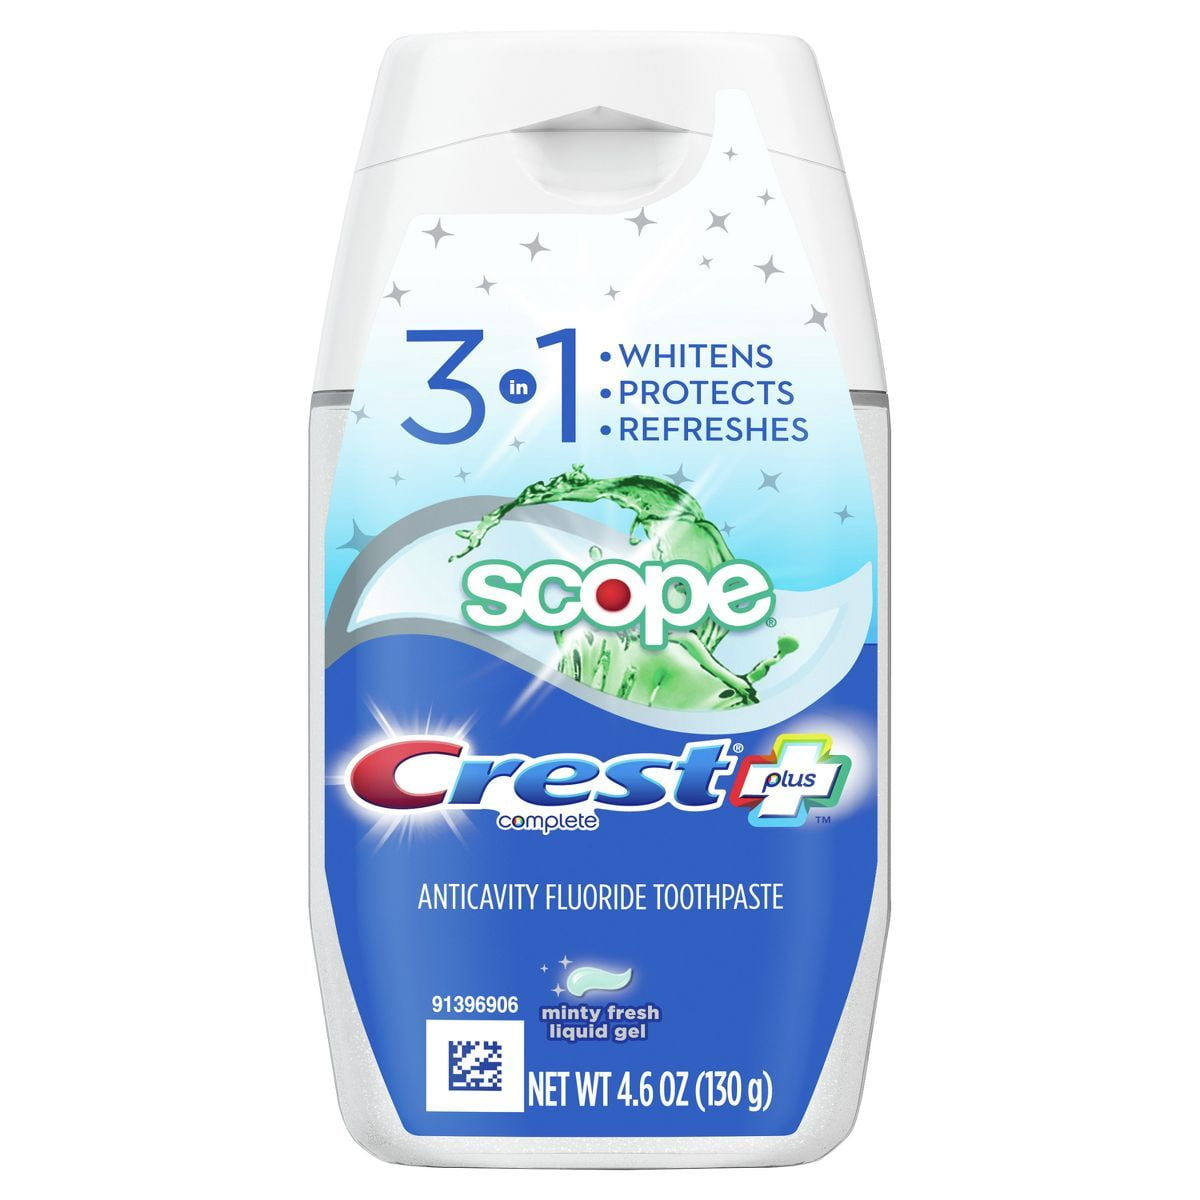 3 in 1
• WHITENS
• PROTECTS
• REFRESHES
scope®
Crest® plus™
complete
ANTICAVITY FLUORIDE TOOTHPASTE
91396906
minty fresh
liquid gel
NET WT 4.6 OZ (130 g)